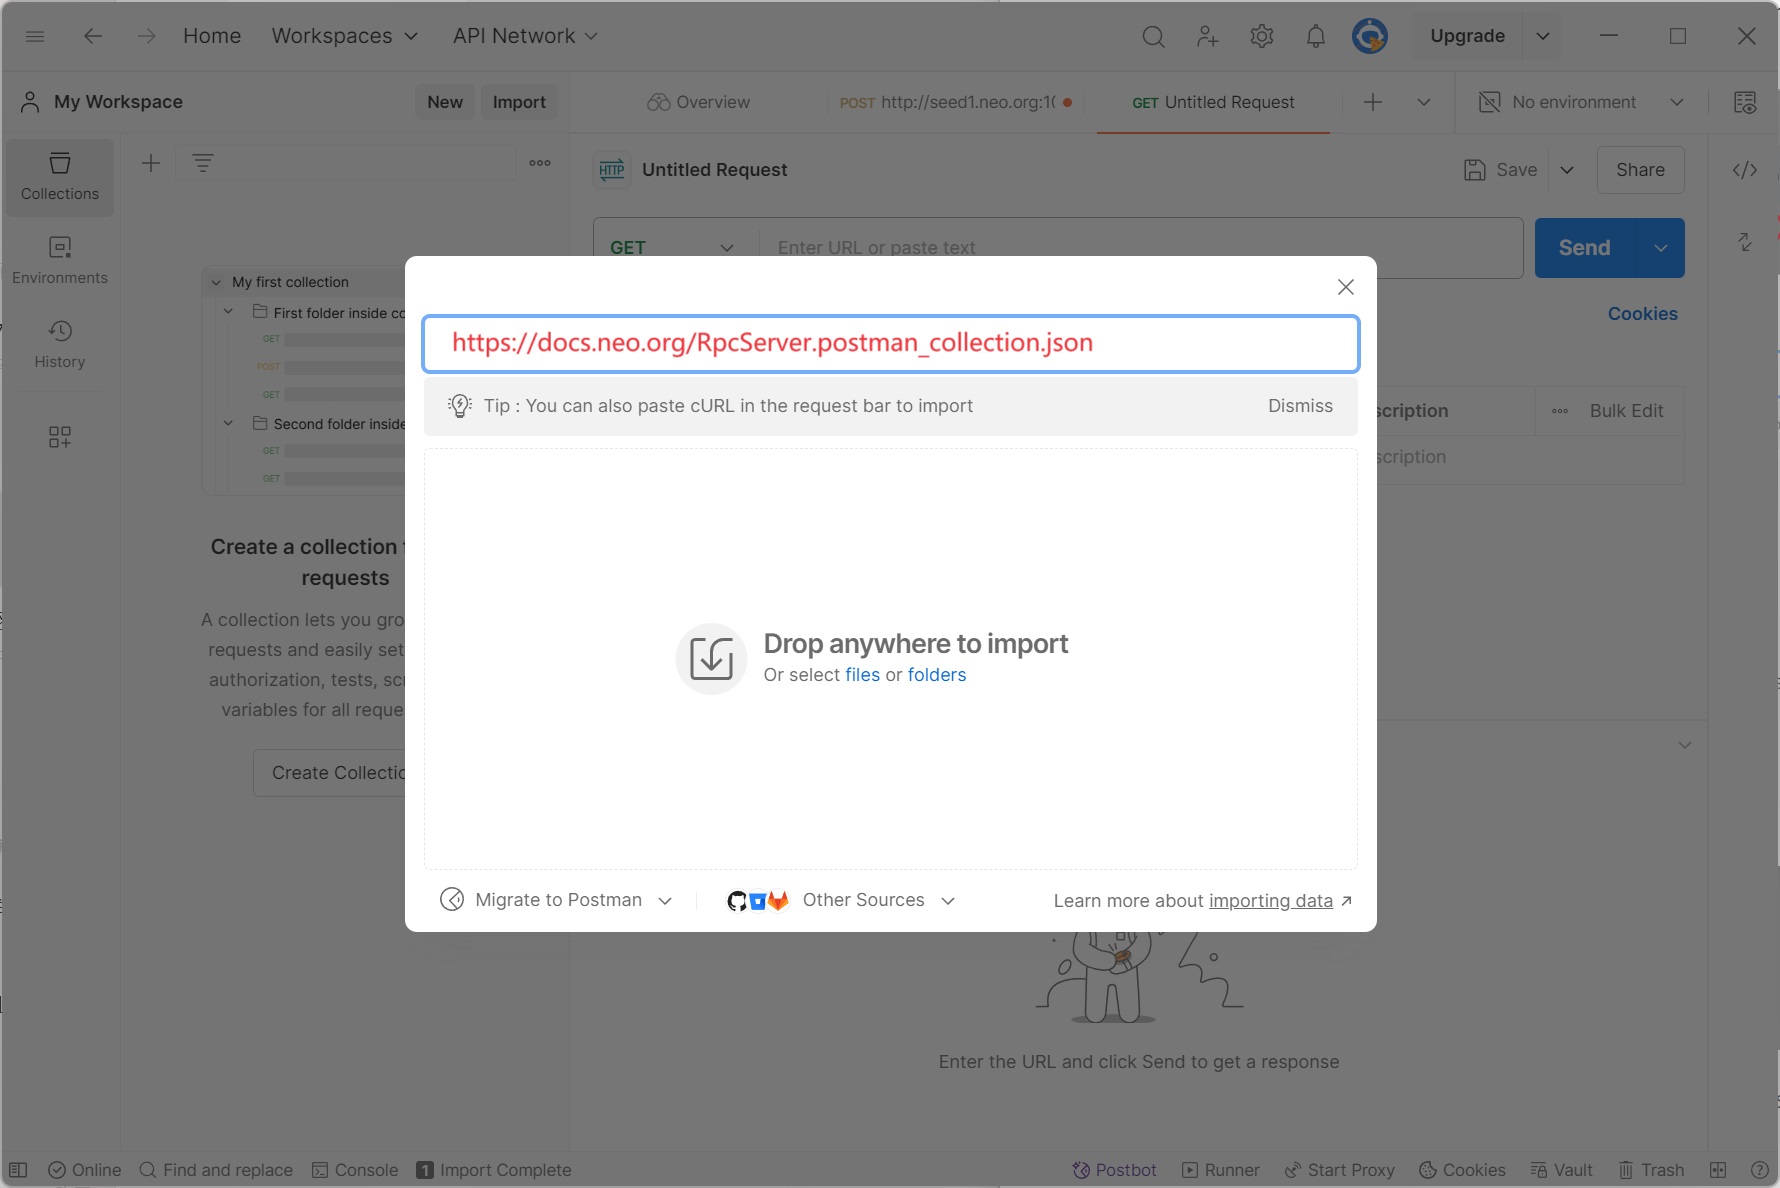 Home Workspaces API Network Upgrade
My Workspace New Import Overview POST http://seed1.neo.org:1 GET Untitled Request No environment
Collections
Environments
History
My first collection
First folder inside co
GET
POST
GET
Second folder inside
GET
GET
Create a collection
requests
A collection lets you gro
requests and easily set
authorization, tests, scr
variables for all reque
Create Collectio
HTTP Untitled Request Save Share
GET Enter URL or paste text Send
Cookies
scription Bulk Edit
scription
https://docs.neo.org/RpcServer.postman_collection.json
Tip : You can also paste cURL in the request bar to import Dismiss
Drop anywhere to import
Or select files or folders
Migrate to Postman Other Sources Learn more about importing data
Enter the URL and click Send to get a response
Online Find and replace Console 1 Import Complete Postbot Runner Start Proxy Cookies Vault Trash